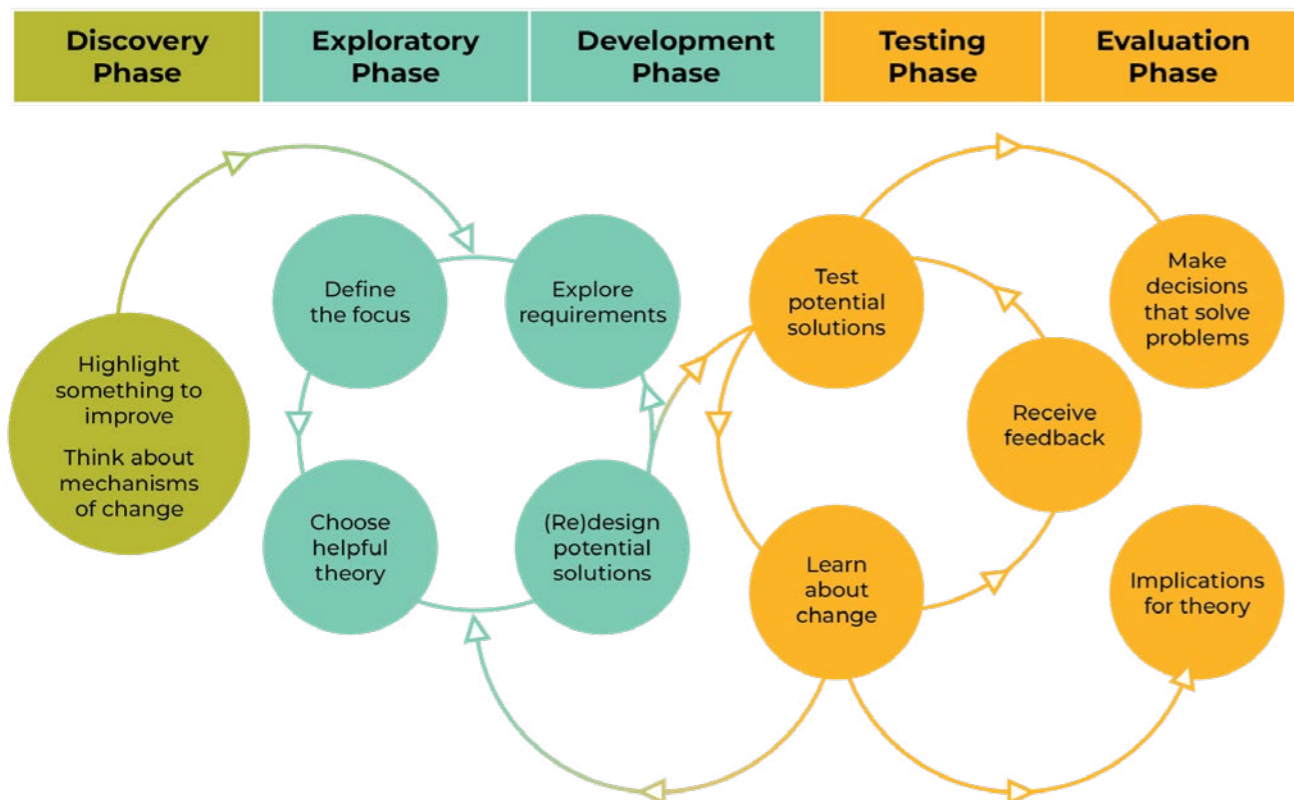 Discovery
Phase
Exploratory
Phase
Development
Phase
Testing
Phase
Evaluation
Phase
Highlight
something to
improve
Think about
mechanisms
of change
Define
the focus
Explore
requirements
Choose
helpful
theory
(Re)design
potential
solutions
Test
potential
solutions
Learn
about
change
Receive
feedback
Make
decisions
that solve
problems
Implications
for theory